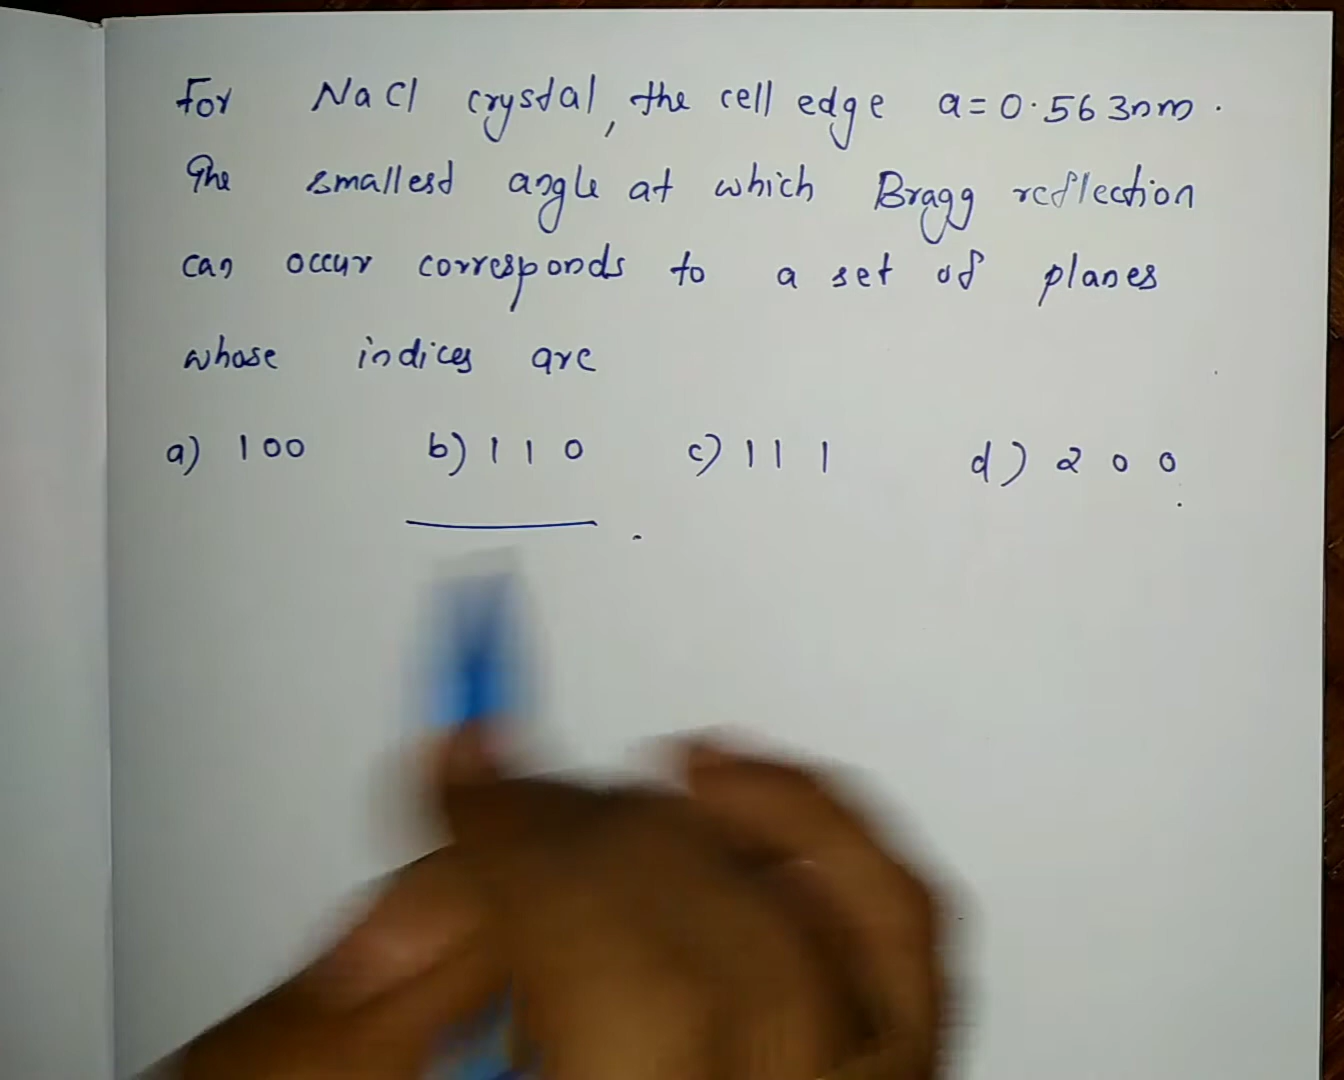 For NaCl crystal, the cell edge a=0.563nm.
The smallest angle at which Bragg reflection
can occur corresponds to a set of planes
whose indices are
a) 100 b) 110 c) 111 d) 200